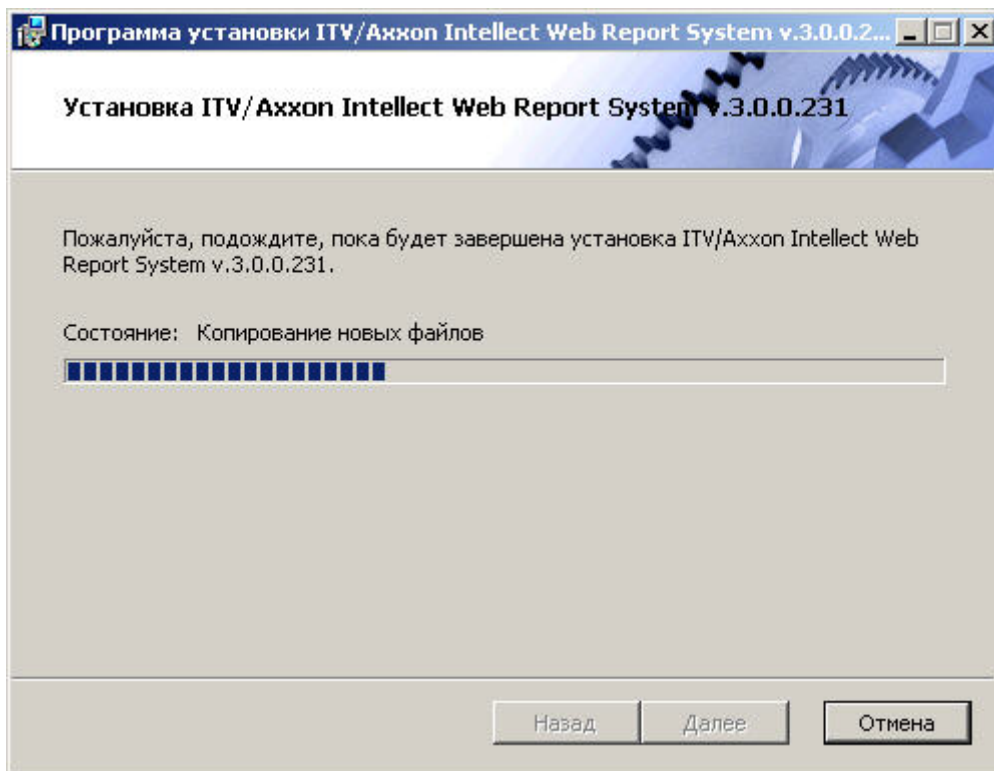 Программа установки ITV/Axxon Intellect Web Report System v.3.0.0.2...
Установка ITV/Axxon Intellect Web Report System v.3.0.0.231
Пожалуйста, подождите, пока будет завершена установка ITV/Axxon Intellect Web
Report System v.3.0.0.231.
Состояние: Копирование новых файлов
Назад Далее Отмена